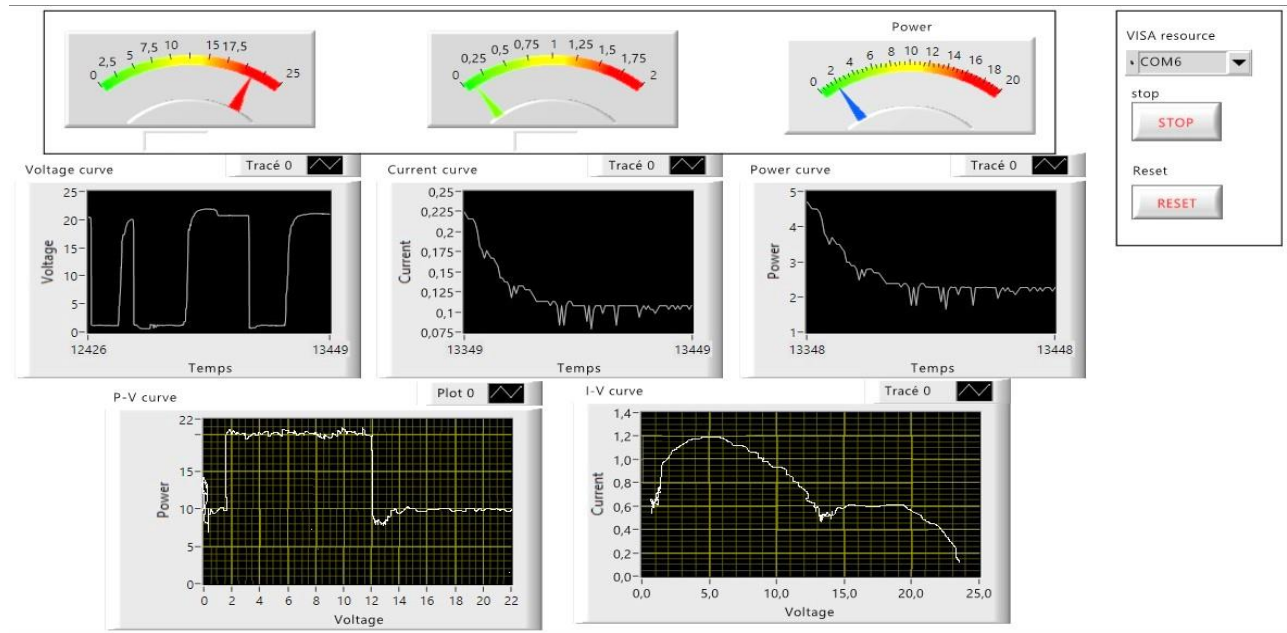 Power
0 2,5 5 7,5 10 15 17,5 25
0 0,25 0,5 0,75 1 1,25 1,5 1,75 2
0 2 4 6 8 10 12 14 16 18 20
VISA resource
COM6
stop
STOP
Reset
RESET
Voltage curve
Tracé 0
25
20
15
10
5
0
Voltage
12426 13449
Temps
Current curve
Tracé 0
0,25
0,225
0,2
0,175
0,15
0,125
0,1
0,075
Current
13349 13449
Temps
Power curve
Tracé 0
5
4
3
2
1
Power
13348 13448
Temps
P-V curve
Plot 0
22
15
10
5
0
Power
0 2 4 6 8 10 12 14 16 18 20 22
Voltage
I-V curve
Tracé 0
1,4
1,2
1,0
0,8
0,6
0,4
0,2
0,0
Current
0,0 5,0 10,0 15,0 20,0 25,0
Voltage